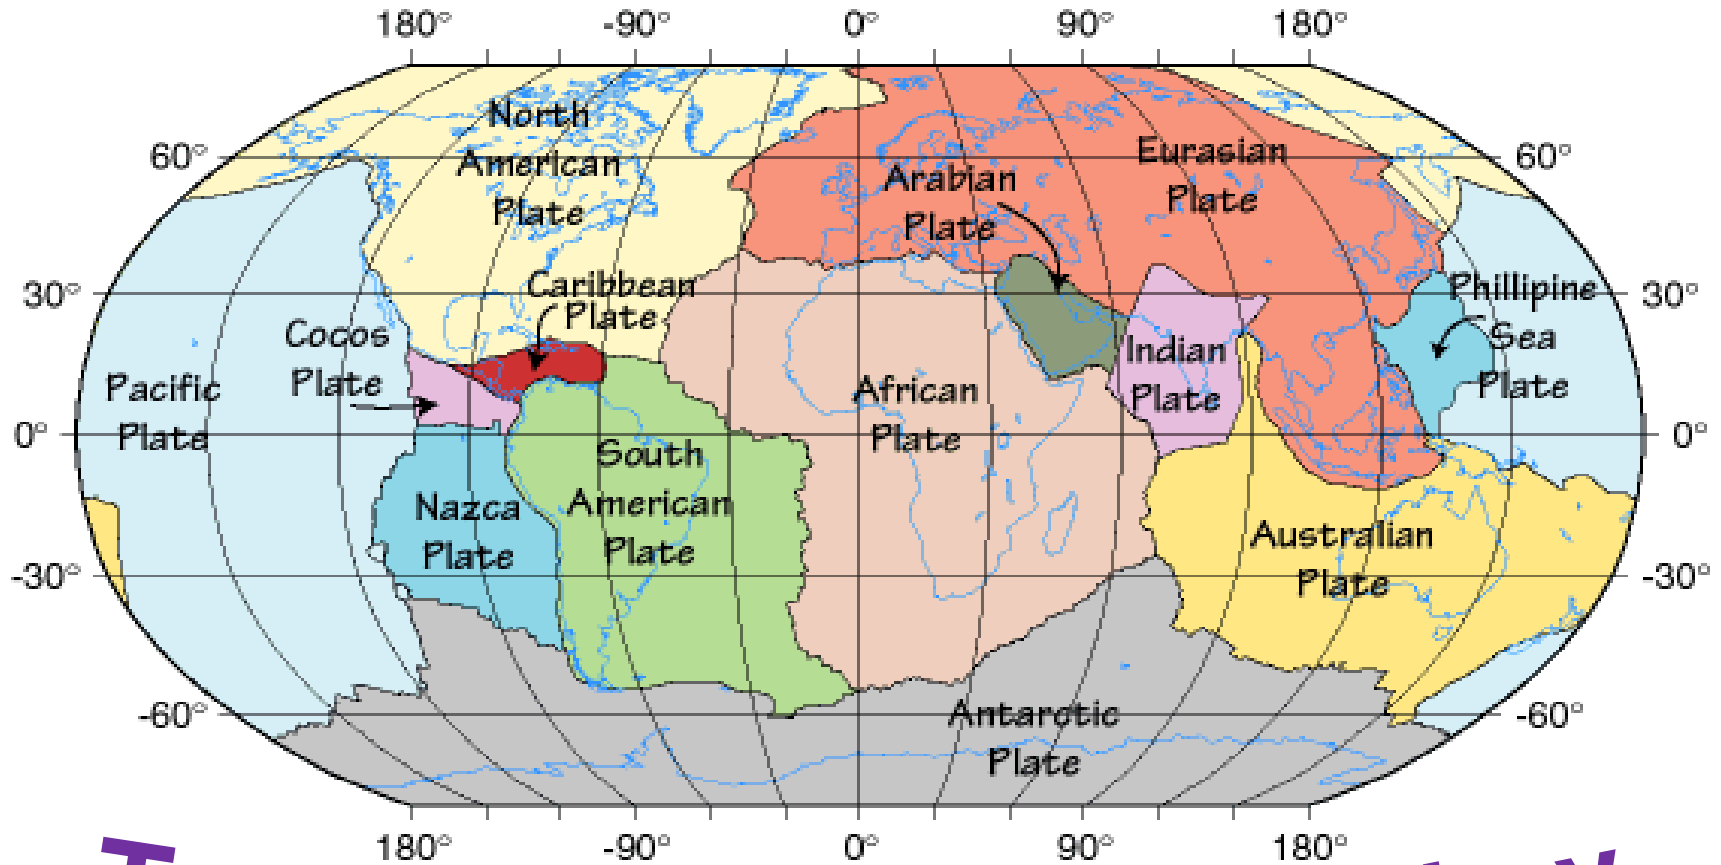 180° -90° 0° 90° 180°
North
American
Plate
60°
Eurasian
Plate
60°
Arabian
Plate
Caribbean
Plate
30°
Phillipine
Sea
Plate
30°
Cocos
Plate
Indian
Plate
Pacific
Plate
African
Plate
0°
0°
South
American
Plate
Nazca
Plate
Australian
Plate
-30°
-30°
-60°
Antarctic
Plate
-60°
180° -90° 0° 90° 180°